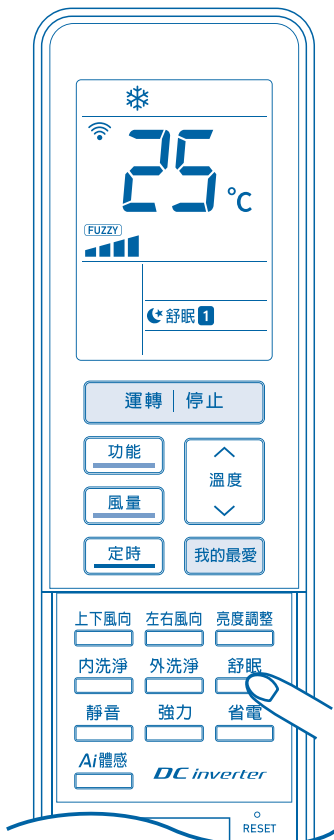 25 °C
FUZZY
舒眠 1
運轉 | 停止
功能
溫度
風量
定時 我的最愛
上下風向 左右風向 亮度調整
內洗淨 外洗淨 舒眠
靜音 強力 省電
Ai體感
DC inverter
RESET